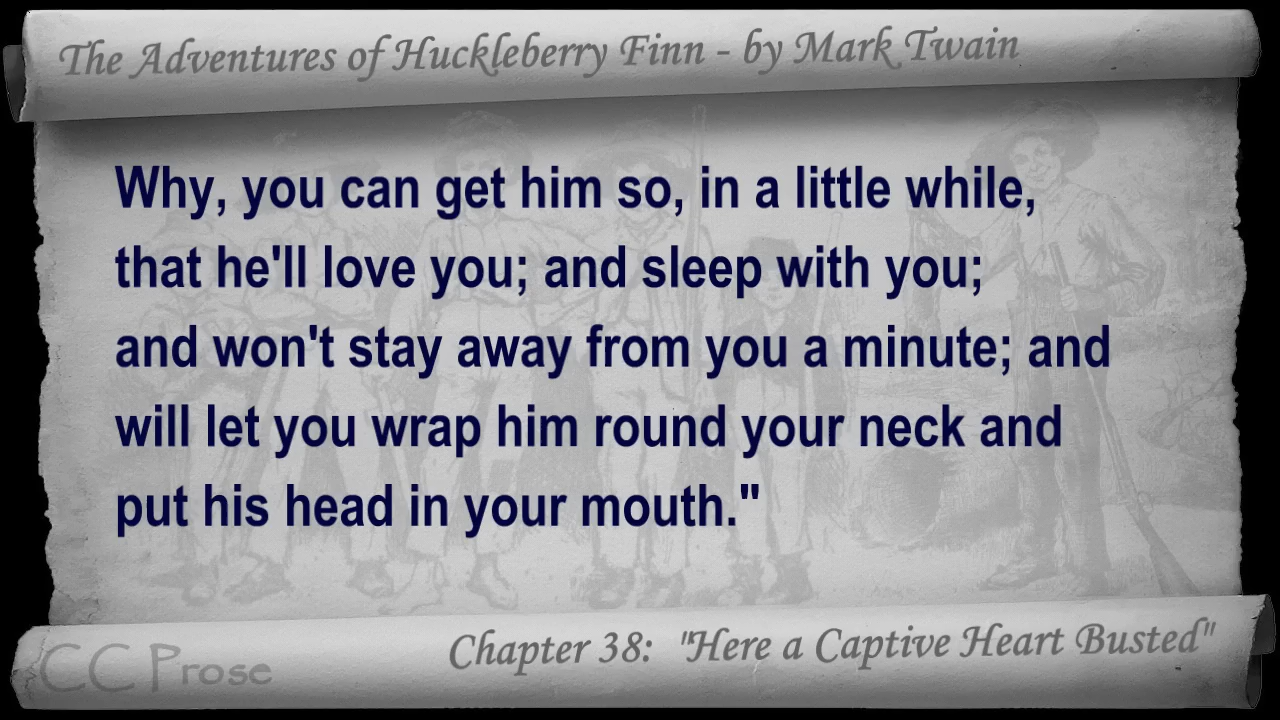 The Adventures of Huckleberry Finn - by Mark Twain
Why, you can get him so, in a little while,
that he'll love you; and sleep with you;
and won't stay away from you a minute; and
will let you wrap him round your neck and
put his head in your mouth."
Chapter 38: "Here a Captive Heart Busted"
CC Prose